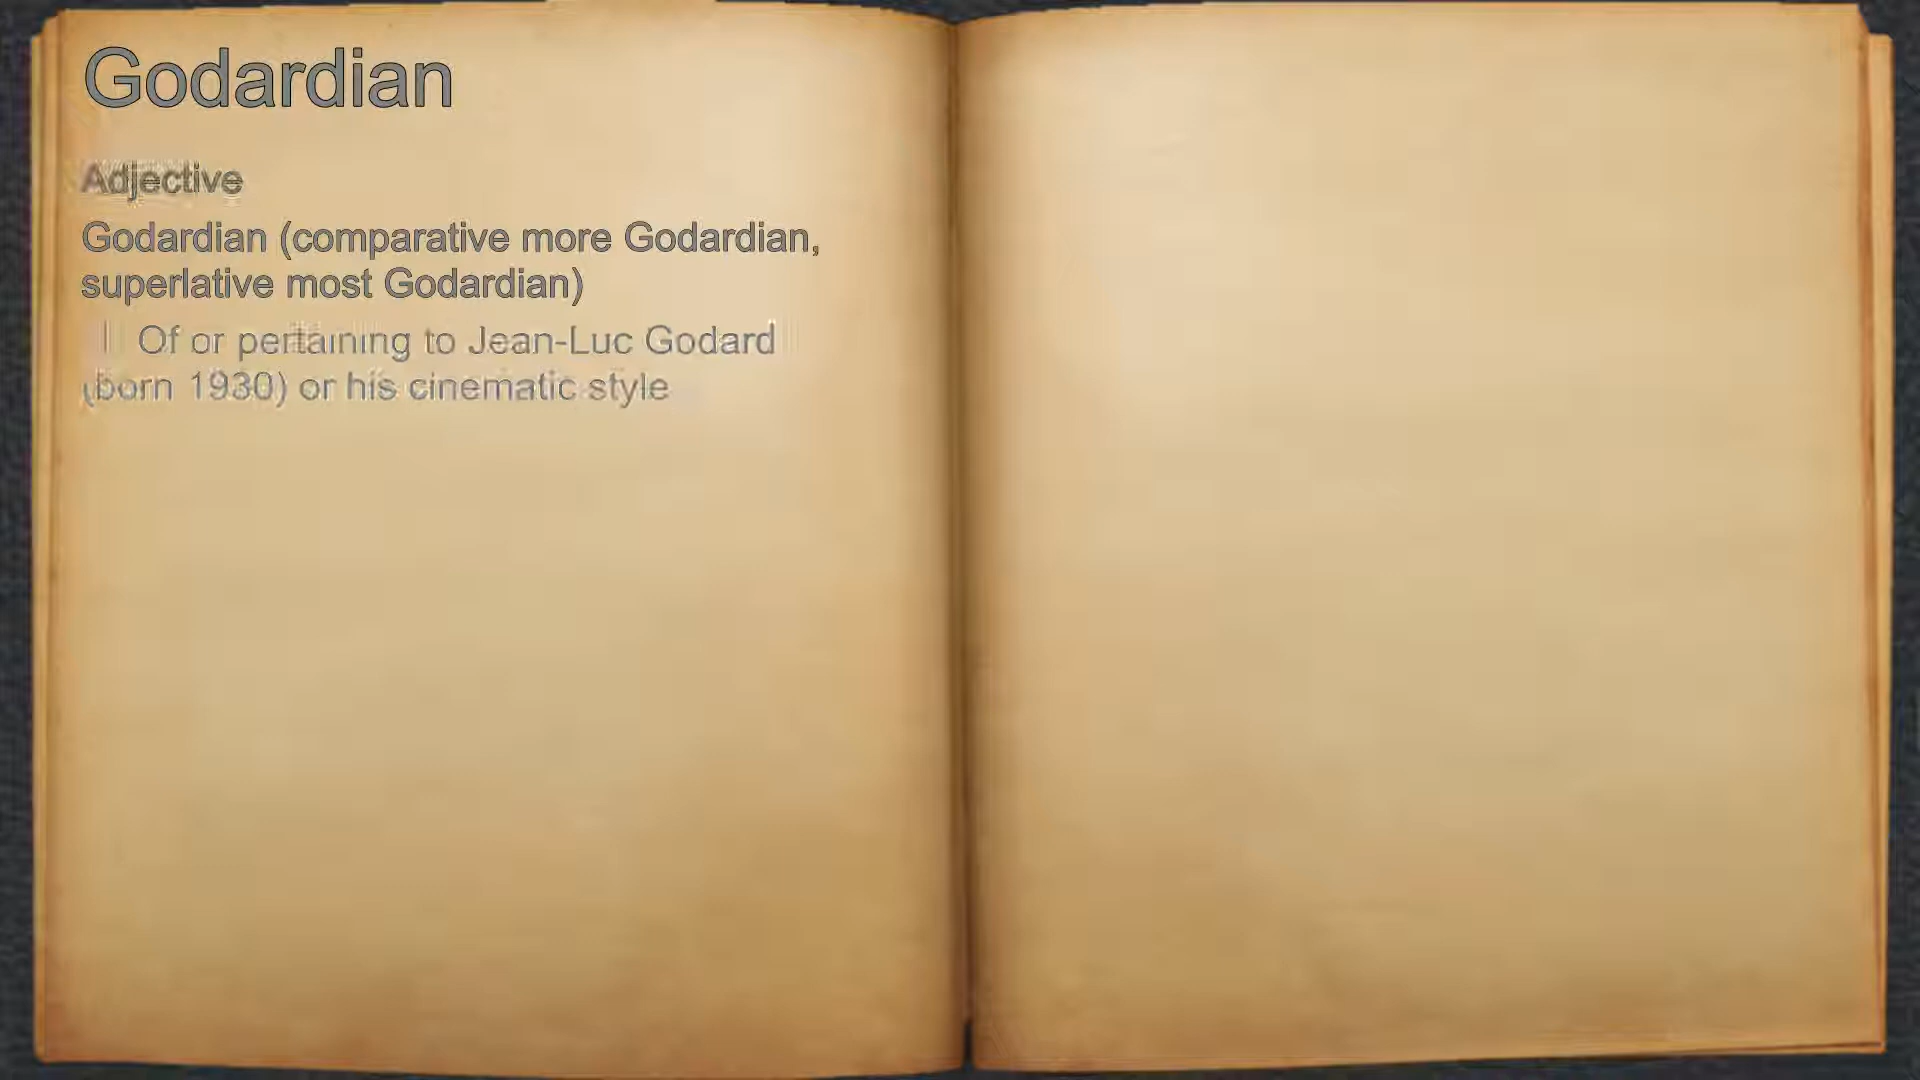 Godardian
Adjective
Godardian (comparative more Godardian,
superlative most Godardian)
Of or pertaining to Jean-Luc Godard
(born 1930) or his cinematic style